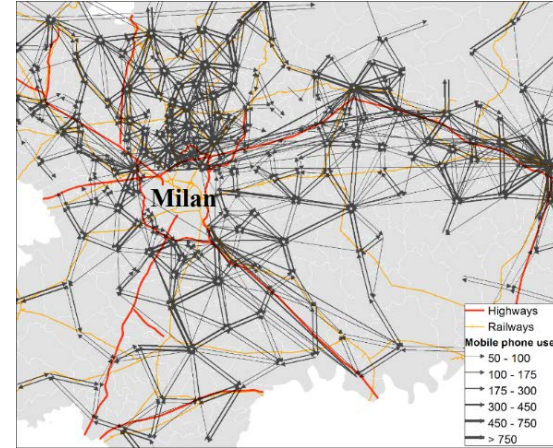 Milan
Highways
Railways
Mobile phone use
50 - 100
100 - 175
175 - 300
300 - 450
450 - 750
> 750